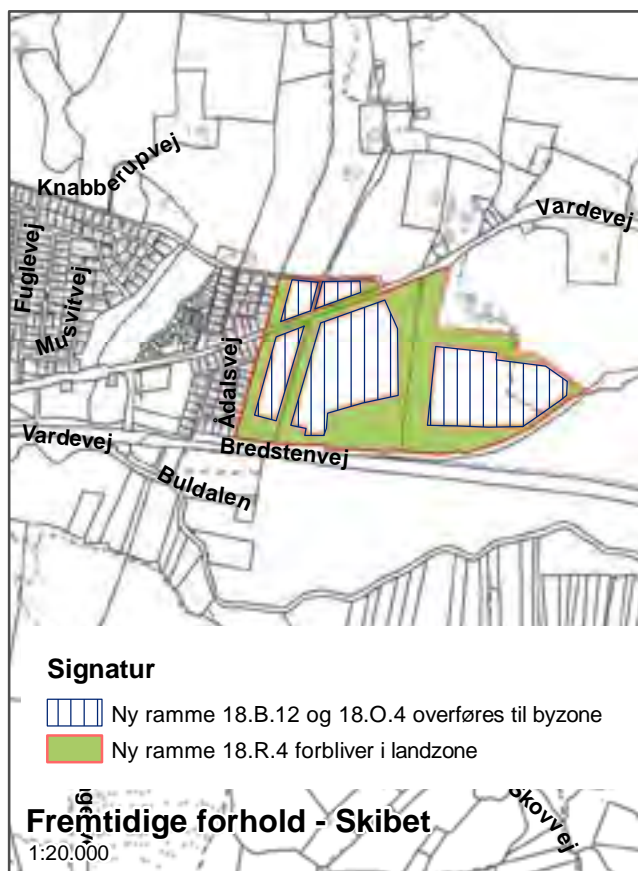 Knabberupvej
Vardevej
Fuglevej
Musvitvej
Ådalsvej
Vardevej
Bredstenvej
Buldalen
Signatur
Ny ramme 18.B.12 og 18.O.4 overføres til byzone
Ny ramme 18.R.4 forbliver i landzone
Skovvej
Fremtidige forhold - Skibet
1:20.000